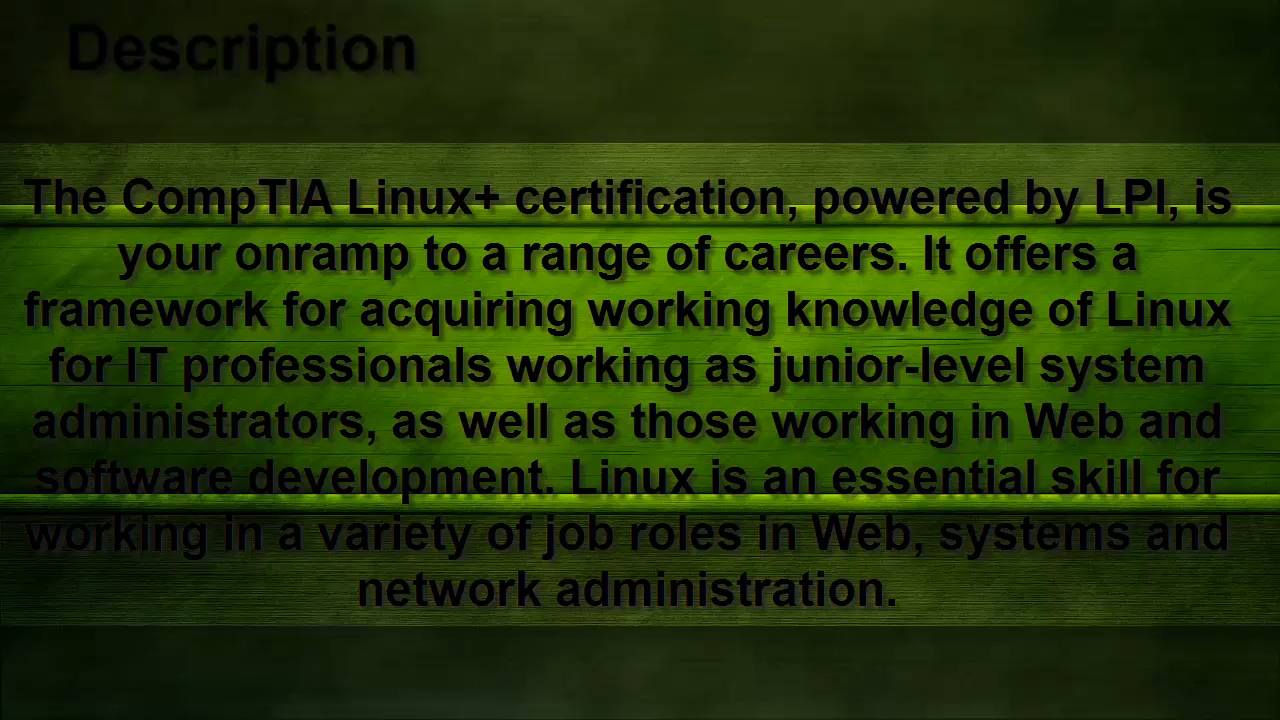 Description
The CompTIA Linux+ certification, powered by LPI, is
your onramp to a range of careers. It offers a
framework for acquiring working knowledge of Linux
for IT professionals working as junior-level system
administrators, as well as those working in Web and
software development. Linux is an essential skill for
working in a variety of job roles in Web, systems and
network administration.